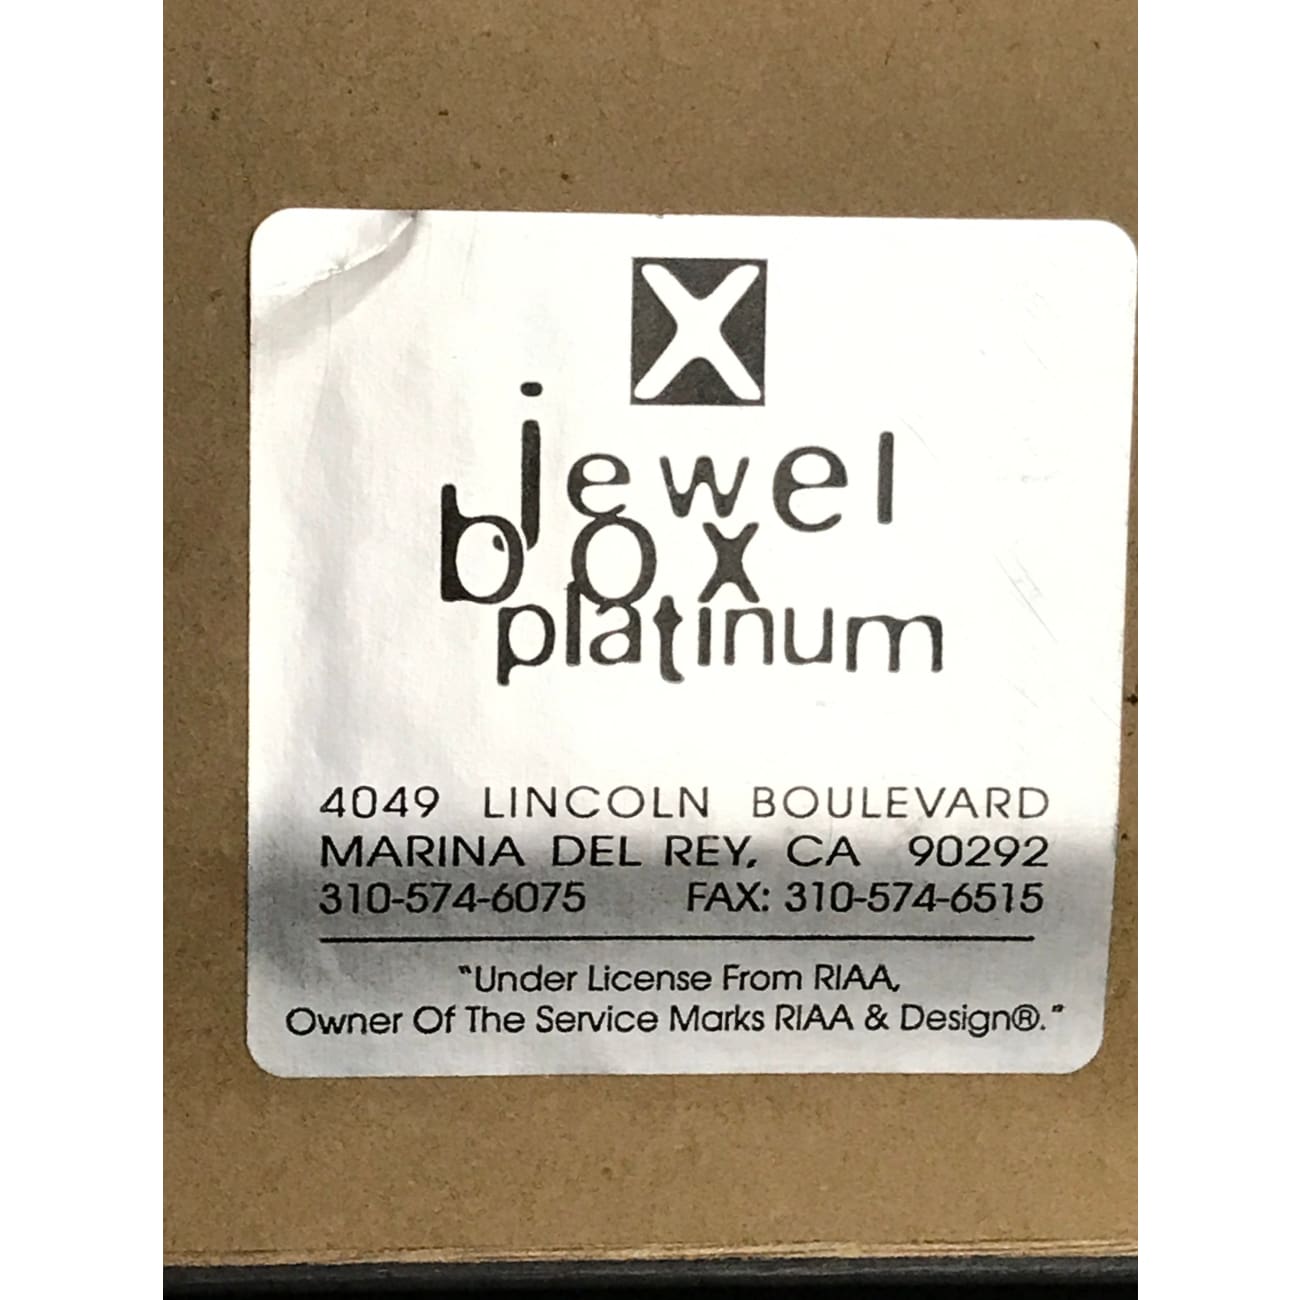 X
jewel
box
platinum
4049 LINCOLN BOULEVARD
MARINA DEL REY, CA 90292
310-574-6075 FAX: 310-574-6515
"Under License From RIAA,
Owner Of The Service Marks RIAA & Design®."